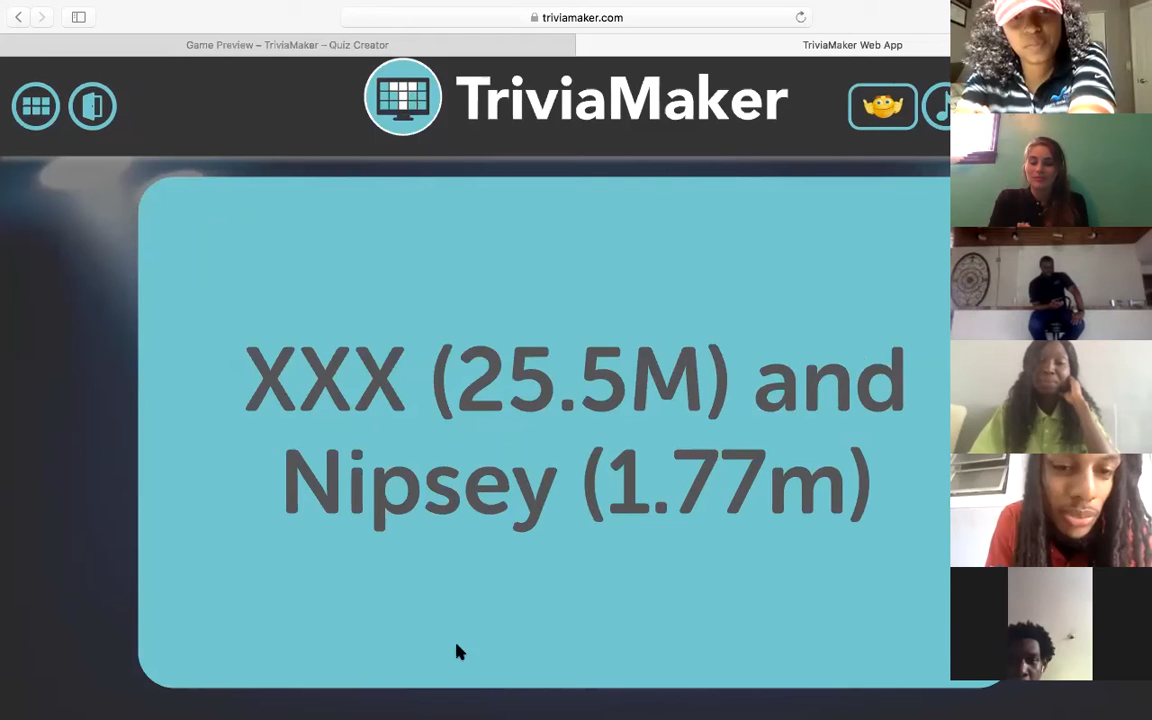 triviamaker.com
Game Preview – TriviaMaker – Quiz Creator
TriviaMaker Web App
TriviaMaker
XXX (25.5M) and
Nipsey (1.77m)